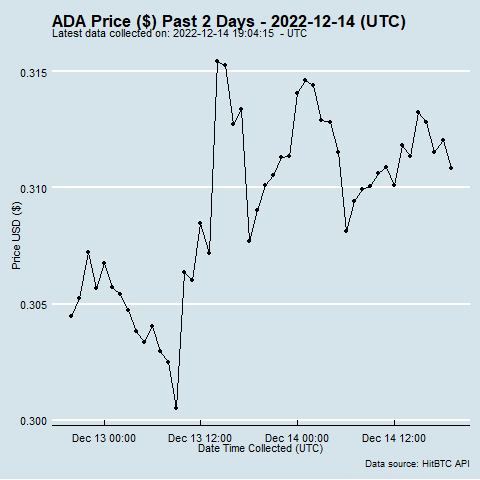 ADA Price ($) Past 2 Days - 2022-12-14 (UTC)
Latest data collected on: 2022-12-14 19:04:15  - UTC
0.315
0.310
0.305
0.300
Price USD ($)
Dec 13 00:00
Dec 13 12:00
Dec 14 00:00
Dec 14 12:00
Date Time Collected (UTC)
Data source: HitBTC API